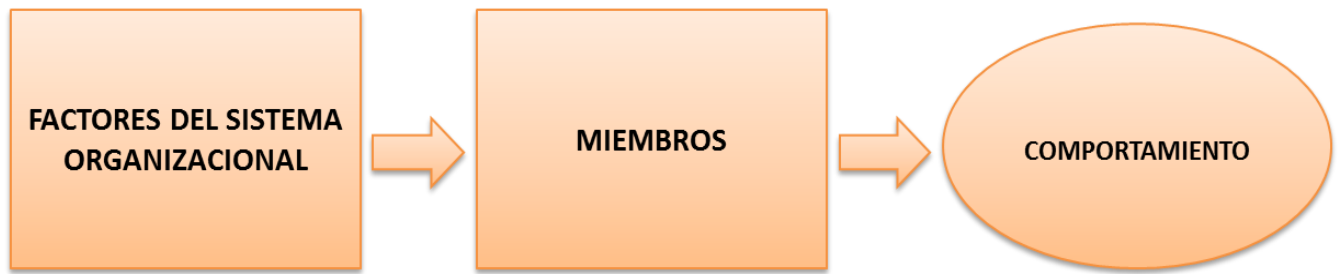 FACTORES DEL SISTEMA
ORGANIZACIONAL
MIEMBROS
COMPORTAMIENTO